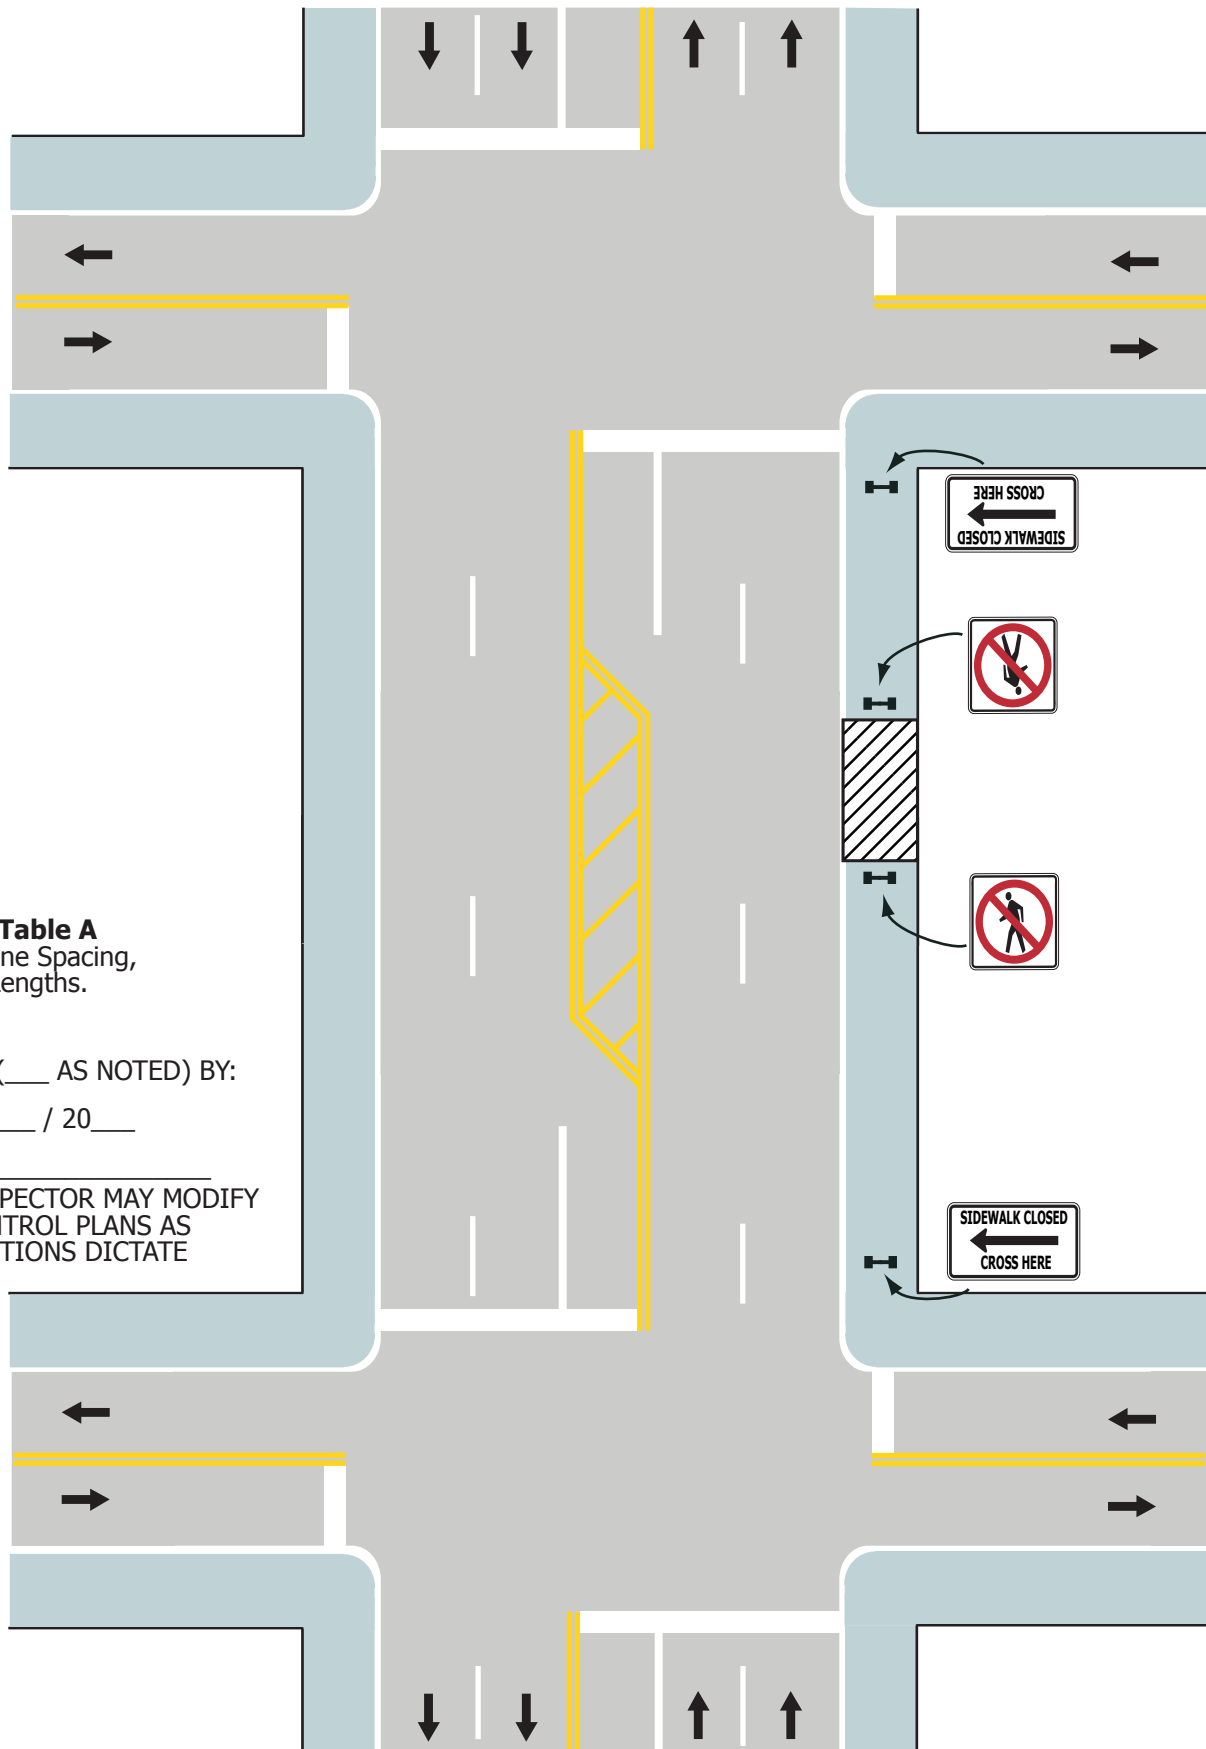 CROSS HERE
SIDEWALK CLOSED
Table A
ne Spacing,
engths.
(___ AS NOTED) BY:
___ / 20___
PECTOR MAY MODIFY
SIDEWALK CLOSED
NTROL PLANS AS
TIONS DICTATE
CROSS HERE